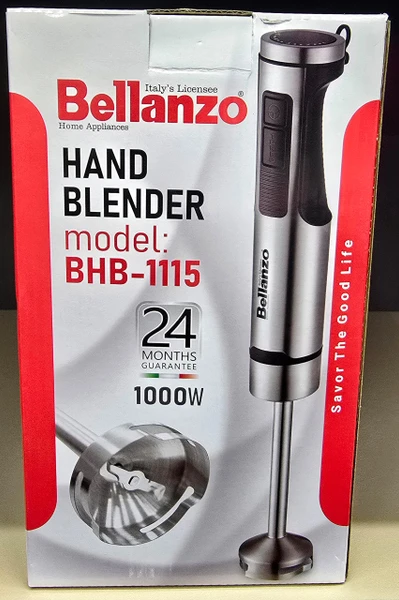 Italy's Licensee
Bellanzo®
Home Appliances
HAND
BLENDER
model:
BHB-1115
24
MONTHS
GUARANTEE
1000W
Bellanzo
Savor The Good Life